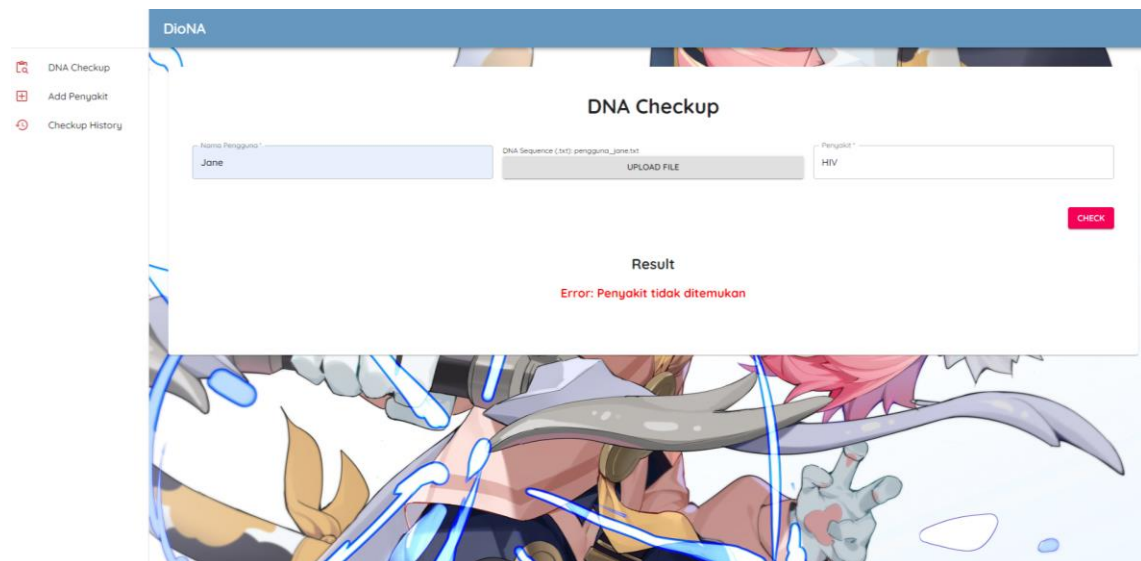 DioNA
DNA Checkup
Add Penyakit
Checkup History
DNA Checkup
Nama Pengguna *
Jane
DNA Sequence (.txt): pengguna_jane.txt
UPLOAD FILE
Penyakit *
HIV
CHECK
Result
Error: Penyakit tidak ditemukan